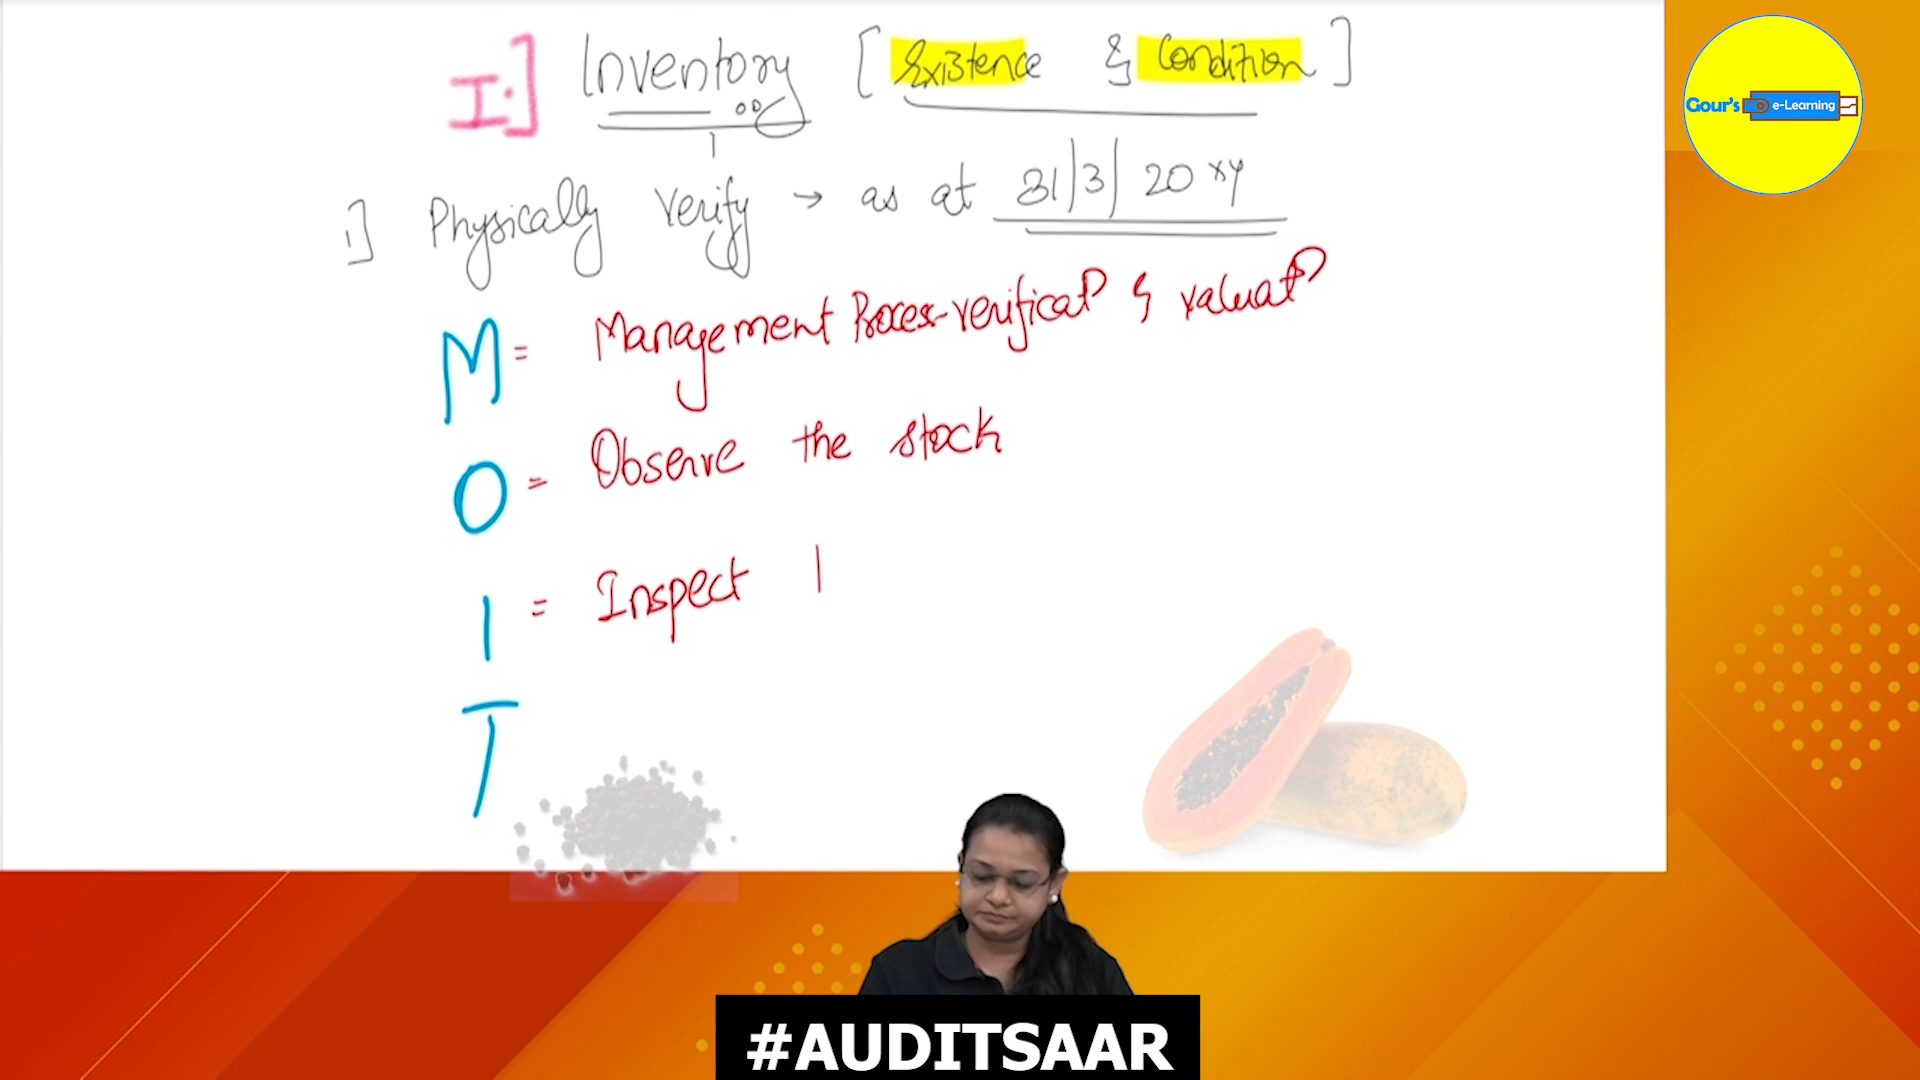 I.] Inventory [ Existence & Condition ]
Gour's e-Learning
1] Physically verify → as at 31/3/20xy
M = Management Process-verificatⁿ & valuatⁿ
O = Observe the stock
I = Inspect
T
#AUDITSAAR